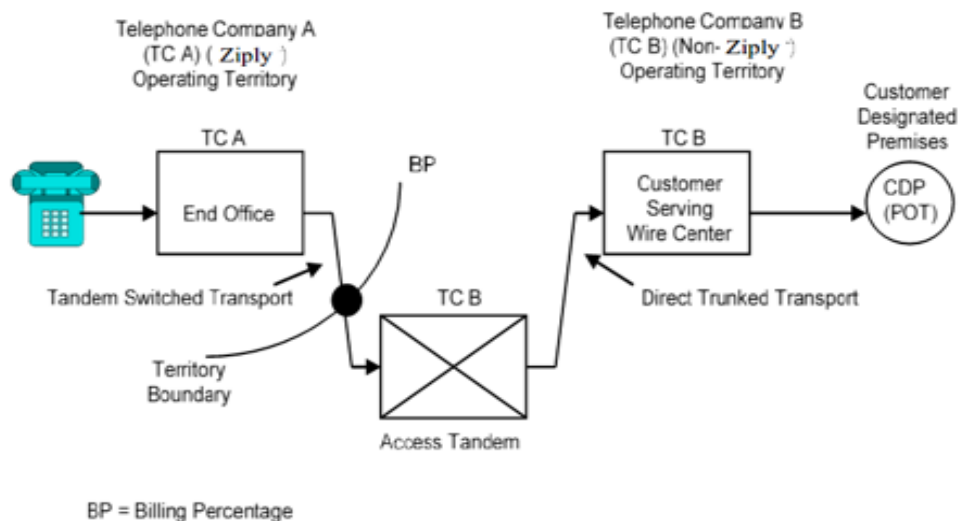 Telephone Company A
(TC A) ( Ziply )
Operating Territory
Telephone Company B
(TC B) (Non- Ziply )
Operating Territory
Customer
Designated
Premises
TC A
BP
TC B
End Office
Customer
Serving
Wire Center
CDP
(POT)
Tandem Switched Transport
TC B
Direct Trunked Transport
Territory
Boundary
Access Tandem
BP = Billing Percentage